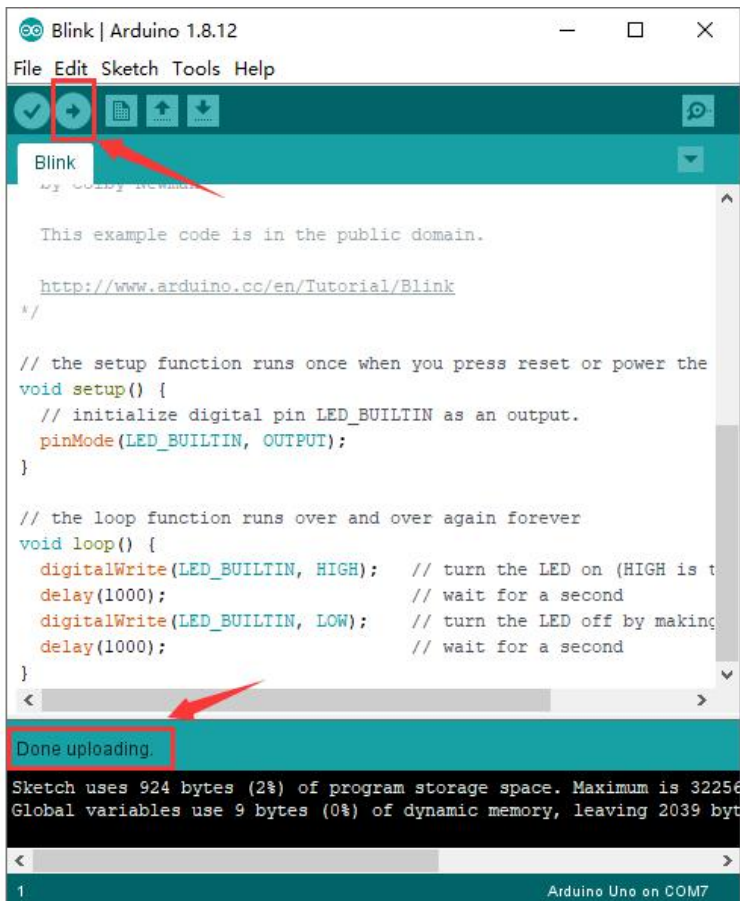 Blink | Arduino 1.8.12
File Edit Sketch Tools Help
Blink
by Colby Newman
This example code is in the public domain.
http://www.arduino.cc/en/Tutorial/Blink
*/
// the setup function runs once when you press reset or power the
void setup() {
// initialize digital pin LED_BUILTIN as an output.
pinMode(LED_BUILTIN, OUTPUT);
}
// the loop function runs over and over again forever
void loop() {
digitalWrite(LED_BUILTIN, HIGH); // turn the LED on (HIGH is t
delay(1000); // wait for a second
digitalWrite(LED_BUILTIN, LOW); // turn the LED off by making
delay(1000); // wait for a second
}
Done uploading.
Sketch uses 924 bytes (2%) of program storage space. Maximum is 32256
Global variables use 9 bytes (0%) of dynamic memory, leaving 2039 byt
1 Arduino Uno on COM7